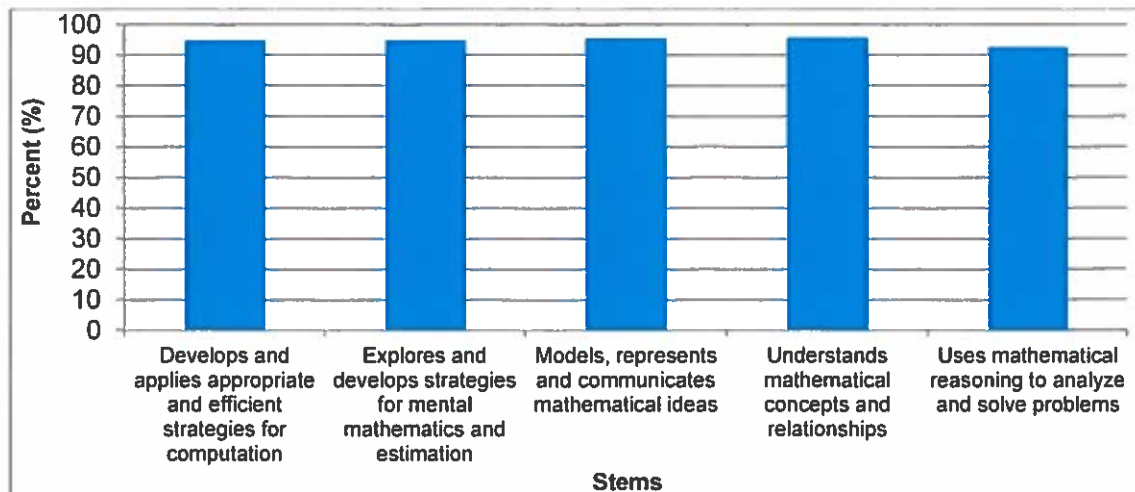 100
90
80
70
60
50
40
30
20
10
0
Percent (%)
Develops and
applies appropriate
and efficient
strategies for
computation
Explores and
develops strategies
for mental
mathematics and
estimation
Models, represents
and communicates
mathematical ideas
Understands
mathematical
concepts and
relationships
Uses mathematical
reasoning to analyze
and solve problems
Stems